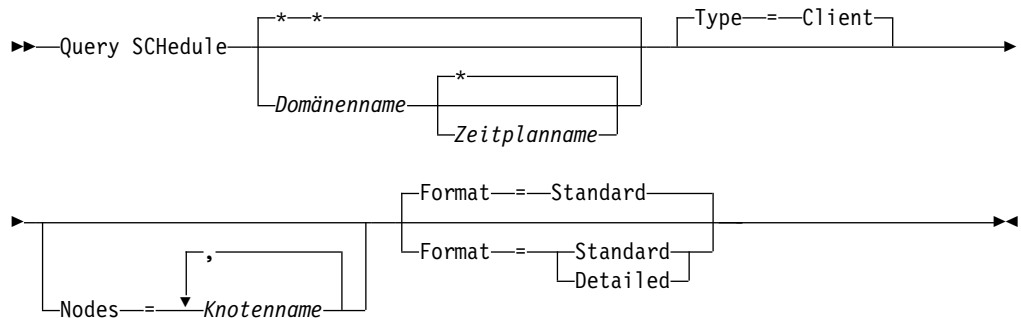 * * Type = Client
Query SCHedule
*
Domänenname
Zeitplanname
Format = Standard
,
Format = Standard
Detailed
Nodes = Knotenname